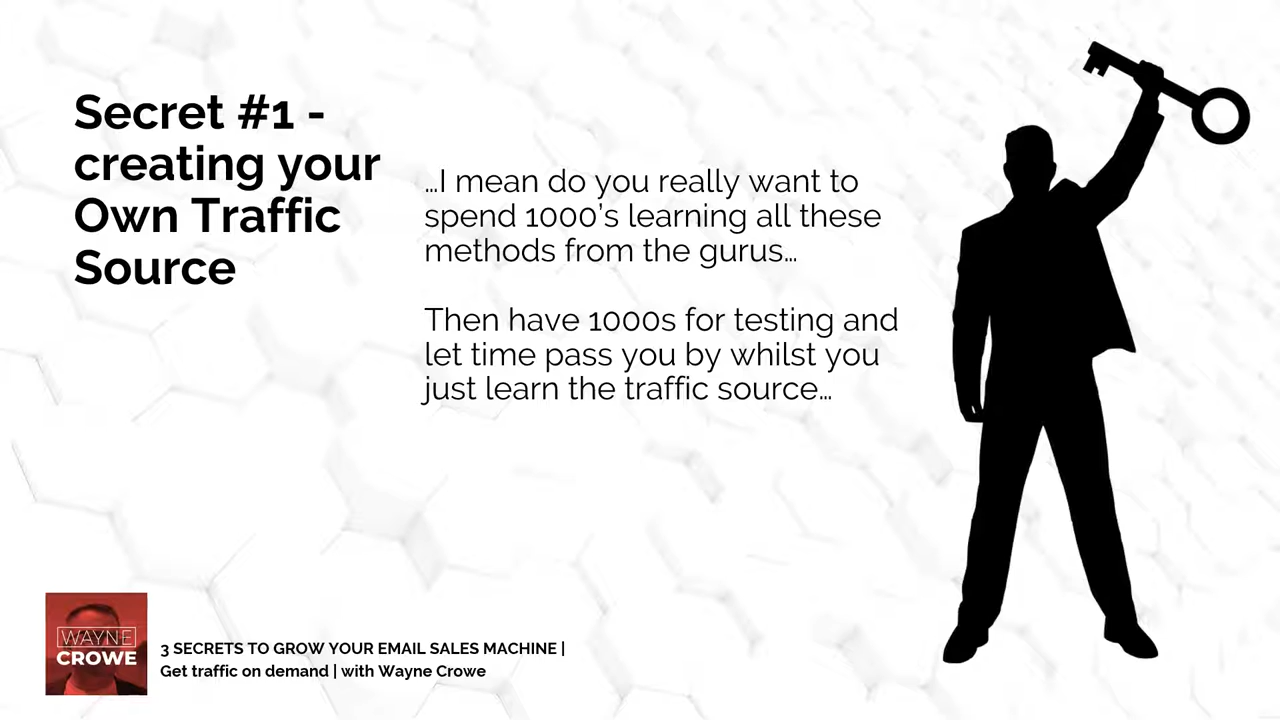 Secret #1 -
creating your
Own Traffic
Source
…I mean do you really want to
spend 1000’s learning all these
methods from the gurus…
Then have 1000s for testing and
let time pass you by whilst you
just learn the traffic source…
WAYNE
CROWE
3 SECRETS TO GROW YOUR EMAIL SALES MACHINE |
Get traffic on demand | with Wayne Crowe